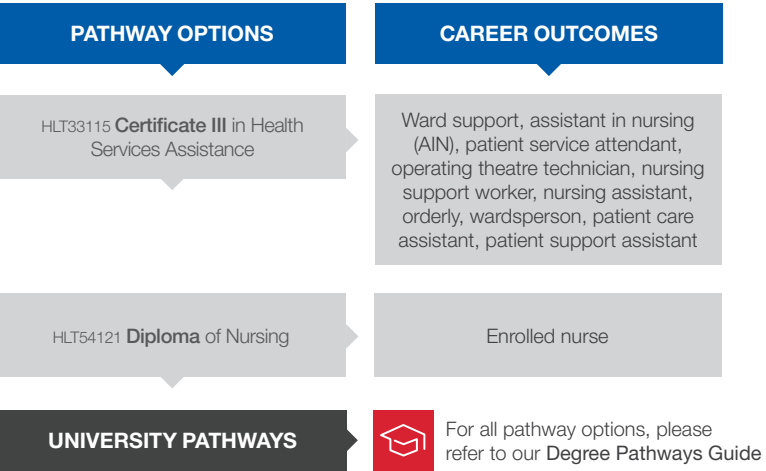 PATHWAY OPTIONS
CAREER OUTCOMES
HLT33115 Certificate III in Health
Services Assistance
Ward support, assistant in nursing
(AIN), patient service attendant,
operating theatre technician, nursing
support worker, nursing assistant,
orderly, wardsperson, patient care
assistant, patient support assistant
HLT54121 Diploma of Nursing
Enrolled nurse
UNIVERSITY PATHWAYS
For all pathway options, please
refer to our Degree Pathways Guide